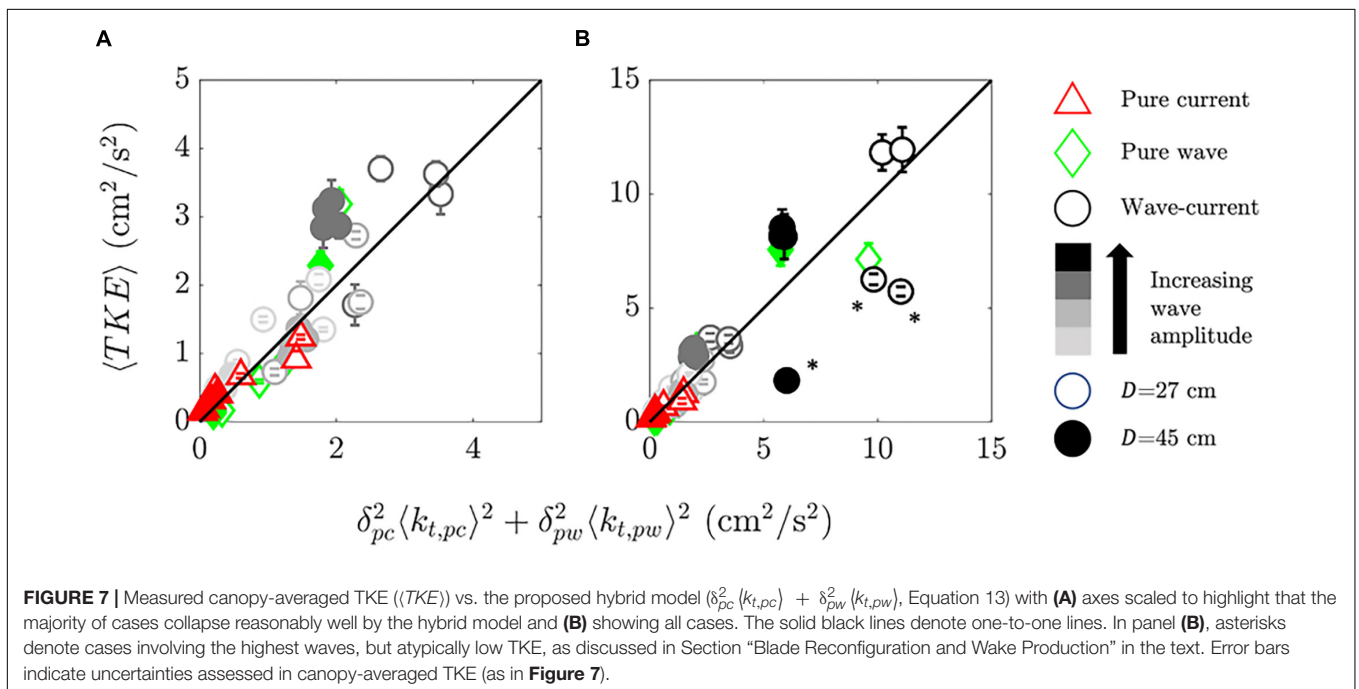 A
B
5
4
3
2
1
0
0
2
4
⟨TKE⟩ (cm²/s²)
15
10
5
0
0
5
10
15
*
*
*
Pure current
Pure wave
Wave-current
Increasing
wave
amplitude
D=27 cm
D=45 cm
δ²pc⟨kt,pc⟩² + δ²pw⟨kt,pw⟩² (cm²/s²)
FIGURE 7 | Measured canopy-averaged TKE (⟨TKE⟩) vs. the proposed hybrid model (δ²pc ⟨kt,pc⟩ + δ²pw ⟨kt,pw⟩, Equation 13) with (A) axes scaled to highlight that the
majority of cases collapse reasonably well by the hybrid model and (B) showing all cases. The solid black lines denote one-to-one lines. In panel (B), asterisks
denote cases involving the highest waves, but atypically low TKE, as discussed in Section “Blade Reconfiguration and Wake Production” in the text. Error bars
indicate uncertainties assessed in canopy-averaged TKE (as in Figure 7).